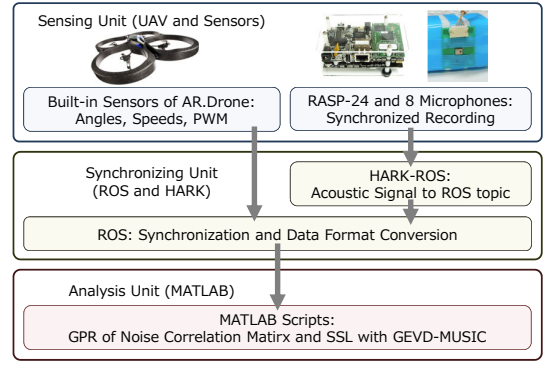 Sensing Unit (UAV and Sensors)
Built-in Sensors of AR.Drone:
Angles, Speeds, PWM
RASP-24 and 8 Microphones:
Synchronized Recording
Synchronizing Unit
(ROS and HARK)
HARK-ROS:
Acoustic Signal to ROS topic
ROS: Synchronization and Data Format Conversion
Analysis Unit (MATLAB)
MATLAB Scripts:
GPR of Noise Correlation Matirx and SSL with GEVD-MUSIC